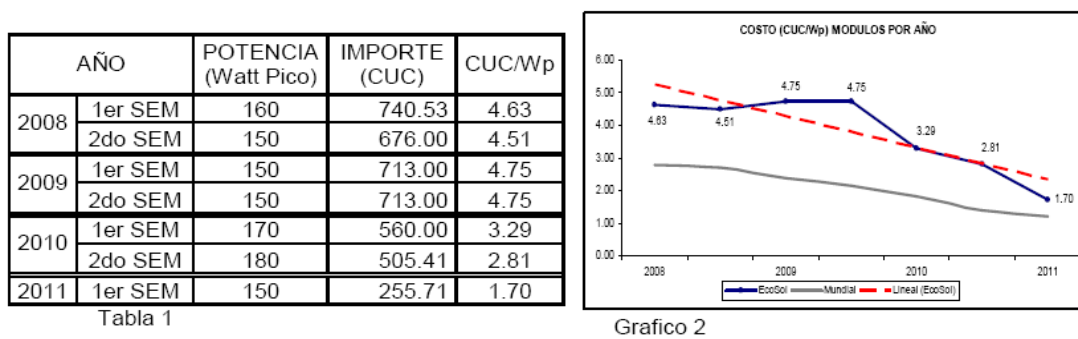 AÑO POTENCIA (Watt Pico) IMPORTE (CUC) CUC/Wp
2008 1er SEM 160 740.53 4.63
2do SEM 150 676.00 4.51
2009 1er SEM 150 713.00 4.75
2do SEM 150 713.00 4.75
2010 1er SEM 170 560.00 3.29
2do SEM 180 505.41 2.81
2011 1er SEM 150 255.71 1.70
Tabla 1
COSTO (CUC/Wp) MODULOS POR AÑO
6.00
5.00
4.00
3.00
2.00
1.00
0.00
4.63
4.51
4.75
4.75
3.29
2.81
1.70
2008 2009 2010 2011
EcoSol Mundial Lineal (EcoSol)
Grafico 2